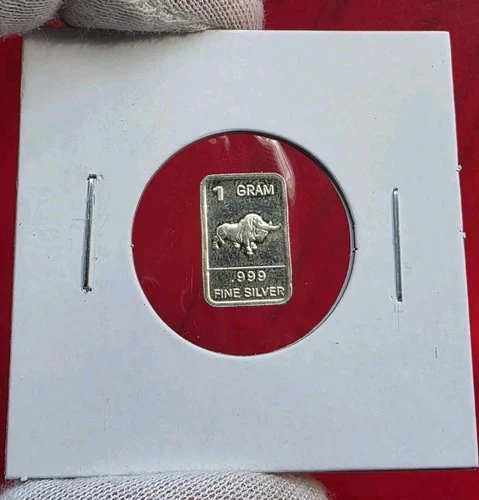 1 GRAM
.999
FINE SILVER